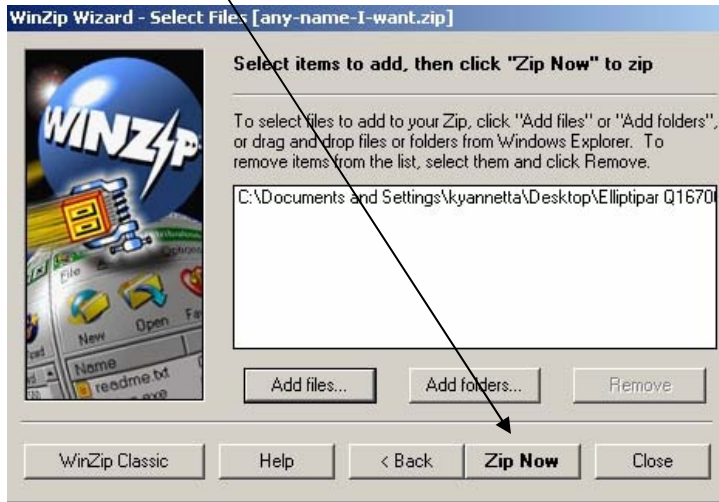 WinZip Wizard - Select Files [any-name-I-want.zip]
Select items to add, then click "Zip Now" to zip
To select files to add to your Zip, click "Add files" or "Add folders",
or drag and drop files or folders from Windows Explorer. To
remove items from the list, select them and click Remove.
C:\Documents and Settings\kyannetta\Desktop\Elliptipar Q1670
WINZIP
File
Options
New
Open
Name
readme.txt
Add files...
Add folders...
Remove
WinZip Classic
Help
< Back
Zip Now
Close